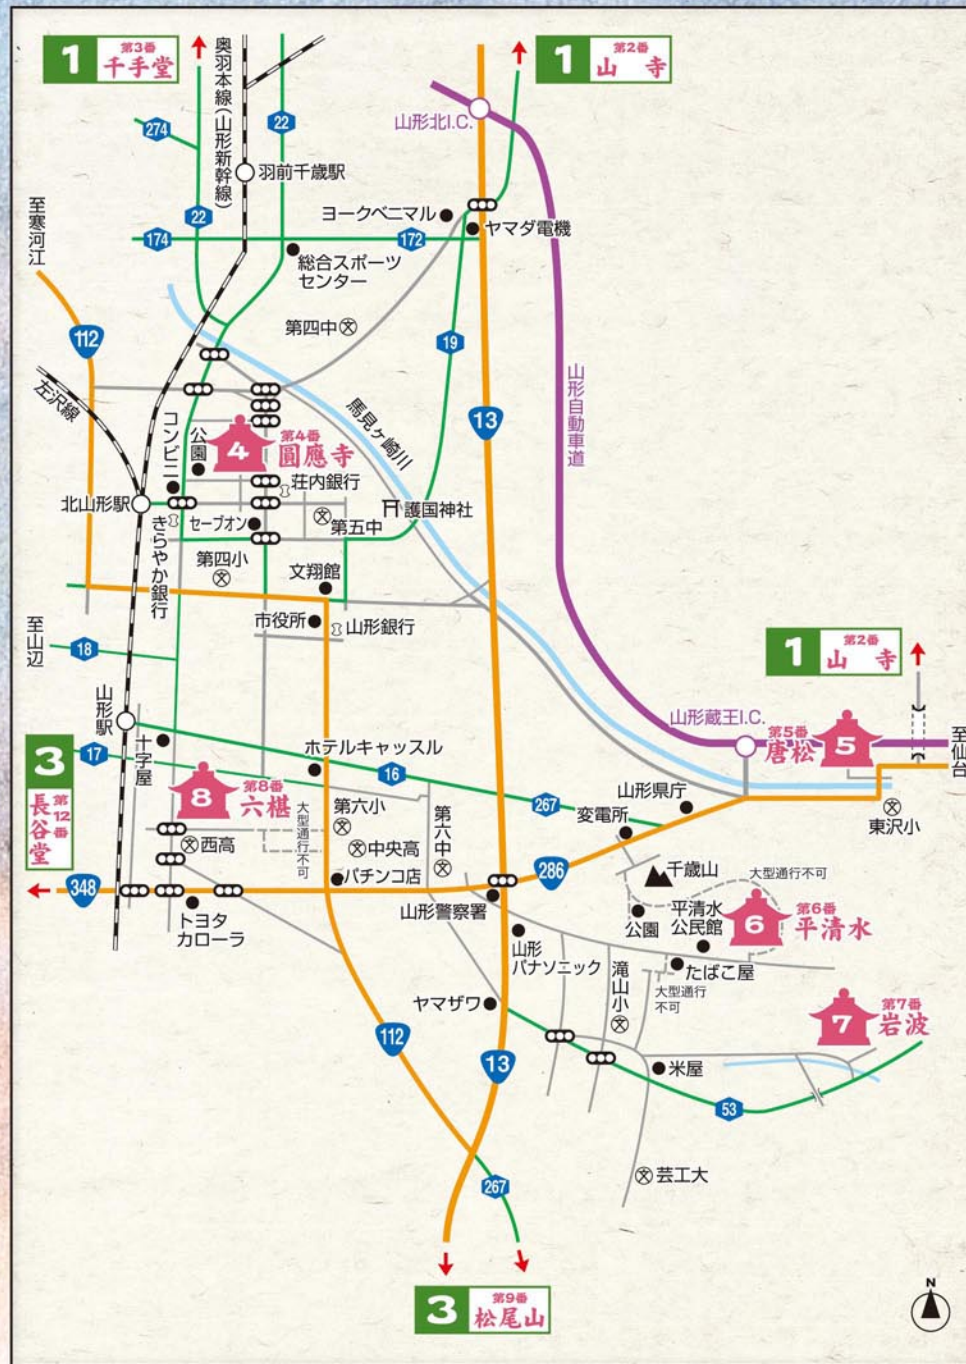 1
第3番
千手堂
奥羽本線(山形新幹線)
1
第2番
山寺
山形北I.C.
274
22
羽前千歳駅
至寒河江
22
ヨークベニマル
ヤマダ電機
174
172
総合スポーツ
センター
112
第四中
文
19
山形自動車道
左沢線
13
馬見ヶ崎川
コンビニ
公園
4
第4番
圓應寺
荘内銀行
北山形駅
きらやか銀行
セーブオン
文
第五中
護国神社
第四小
文
文翔館
市役所
山形銀行
至山辺
18
1
第2番
山寺
山形駅
山形蔵王I.C.
第5番
唐松
5
至仙台
3
第12番
長谷堂
17
十字屋
ホテルキャッスル
16
267
山形県庁
変電所
文
東沢小
8
第8番
六椹
大型通行不可
第六小
文
第六中
文
文
西高
文
中央高
パチンコ店
286
千歳山
大型通行不可
348
トヨタ
カローラ
山形警察署
公園
平清水
公民館
6
第6番
平清水
山形
パナソニック
滝山小
文
たばこ屋
大型通行
不可
ヤマザワ
7
第7番
岩波
112
13
米屋
53
文
芸工大
267
3
第9番
松尾山
N